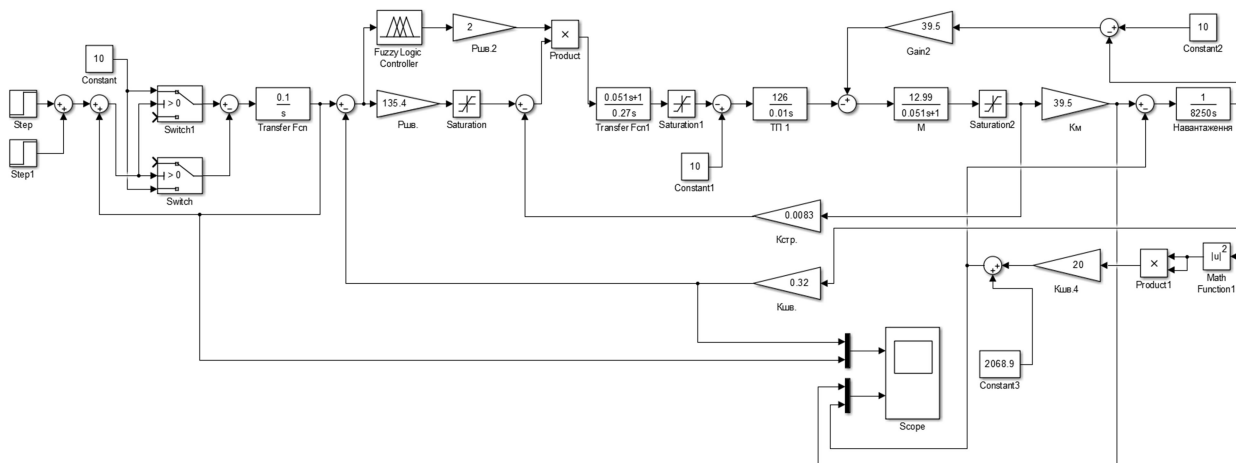 Step
Step1
10
Constant
> 0
Switch1
> 0
Switch
0.1
s
Transfer Fcn
Fuzzy Logic
Controller
2
Ршв.2
×
Product
135.4
Ршв.
Saturation
0.051s+1
0.27s
Transfer Fcn1
Saturation1
10
Constant1
126
0.01s
ТП 1
39.5
Gain2
10
Constant2
12.99
0.051s+1
М
Saturation2
39.5
Км
1
8250s
Навантаження
0.0083
Кстр.
0.32
Кшв.
20
Кшв.4
×
Product1
|u|²
Math
Function1
2068.9
Constant3
Scope